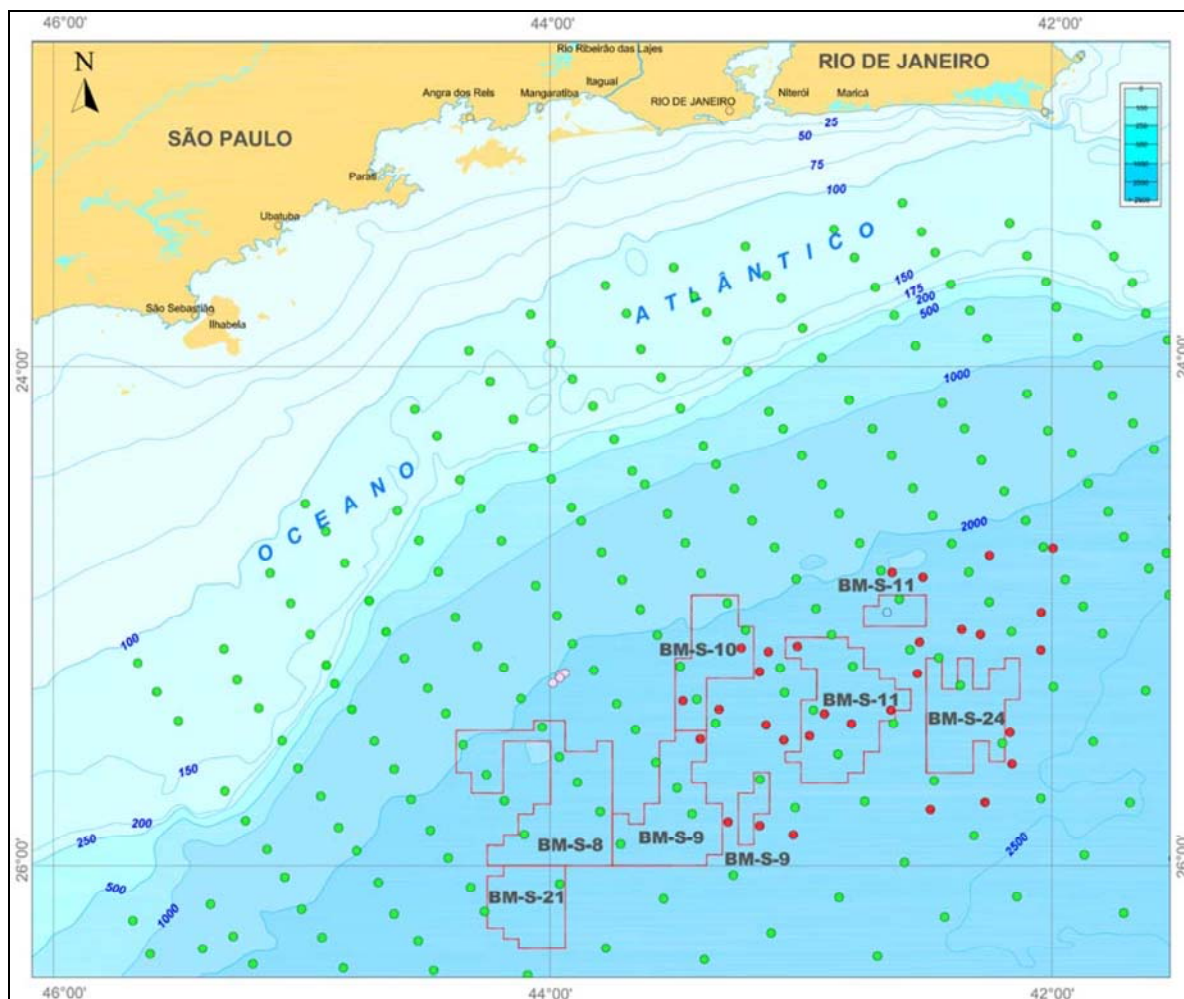 46°00'
44°00'
42°00'
N
Rio Ribeirão das Lajes
Itaguaí
RIO DE JANEIRO
Angra dos Reis
Mangaratiba
RIO DE JANEIRO
Niterói
Maricá
SÃO PAULO
25
50
75
100
Parati
Ubatuba
São Sebastião
Ilhabela
ATLÂNTICO
150
175
200
500
24°00'
24°00'
1000
OCEANO
2000
BM-S-11
100
BM-S-10
BM-S-11
BM-S-24
150
200
250
BM-S-8
BM-S-9
BM-S-9
2500
26°00'
26°00'
500
1000
BM-S-21
46°00'
44°00'
42°00'